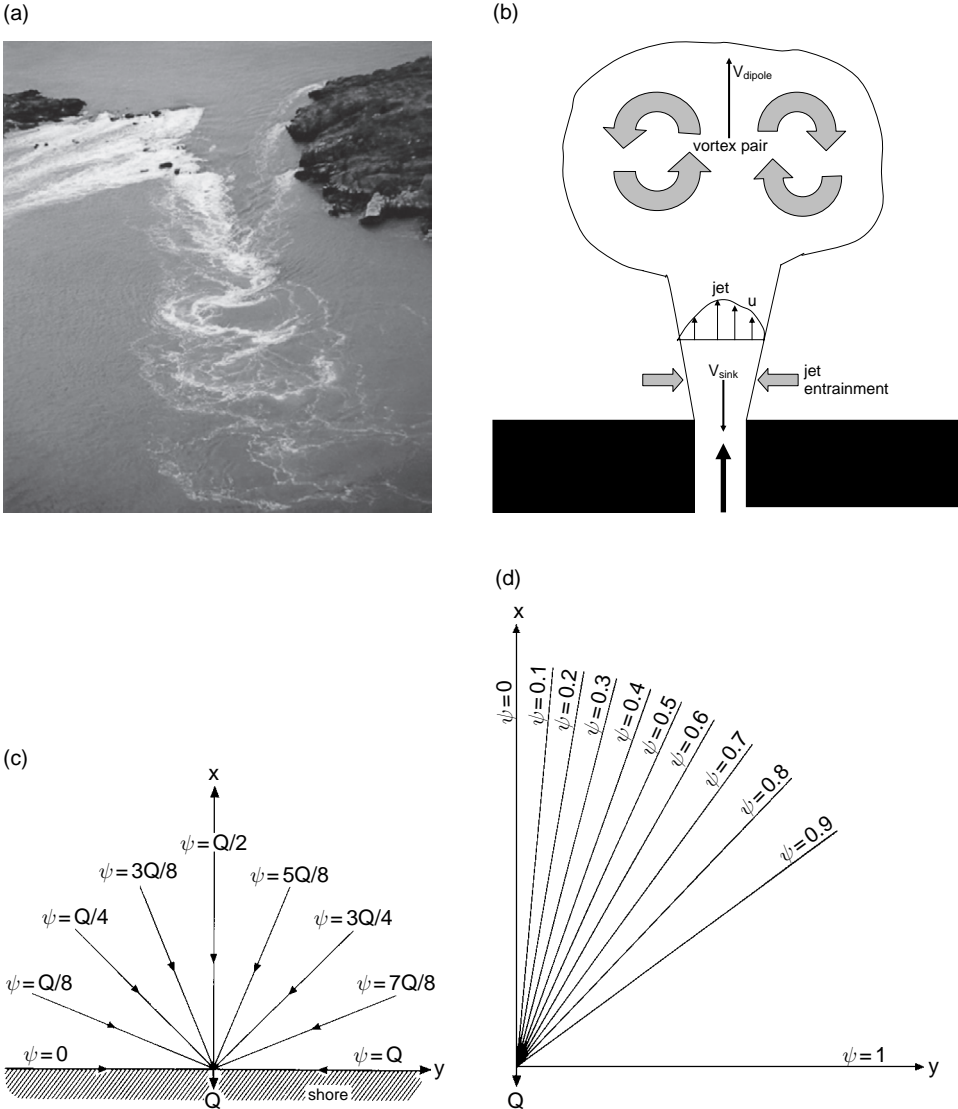 (a)
(b)
V_dipole
vortex pair
jet
u
V_sink
jet
entrainment
(c)
x
ψ=Q/2
ψ=3Q/8
ψ=5Q/8
ψ=Q/4
ψ=3Q/4
ψ=Q/8
ψ=7Q/8
ψ=0
ψ=Q
y
Q
shore
(d)
x
ψ=0
ψ=0.1
ψ=0.2
ψ=0.3
ψ=0.4
ψ=0.5
ψ=0.6
ψ=0.7
ψ=0.8
ψ=0.9
ψ=1
y
Q